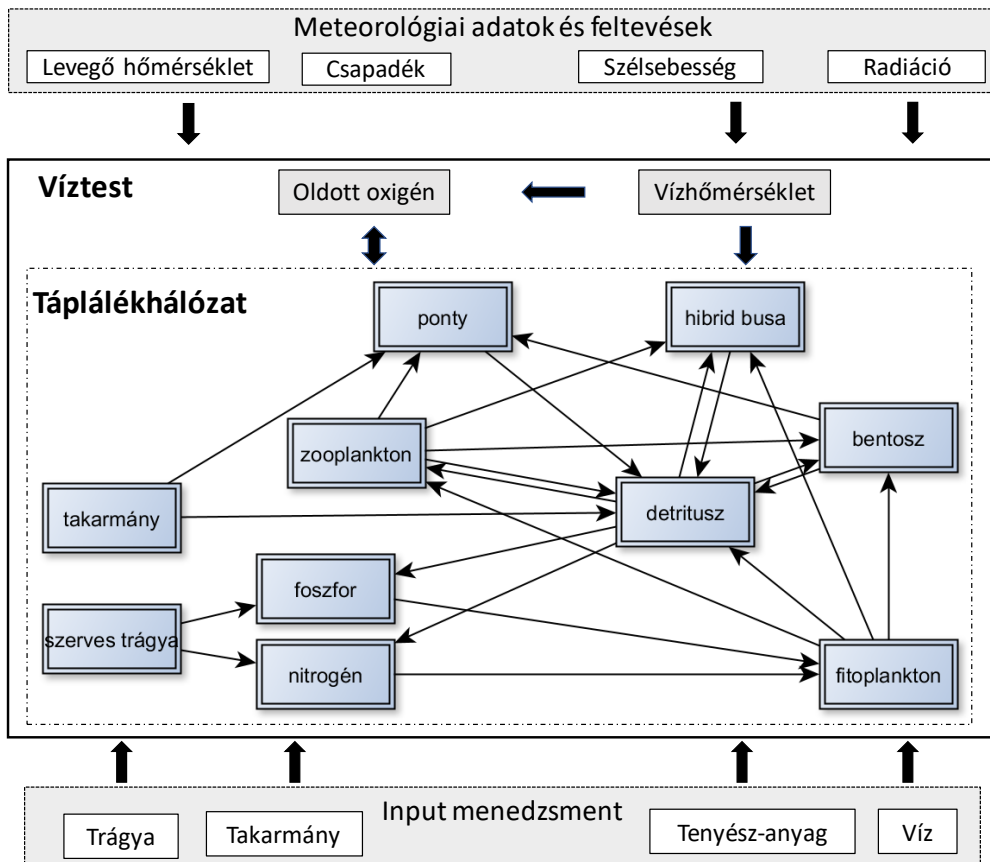 Meteorológiai adatok és feltevések
Levegő hőmérséklet
Csapadék
Szélsebesség
Radiáció
Víztest
Oldott oxigén
Vízhőmérséklet
Táplálékhálózat
ponty
hibrid busa
zooplankton
bentosz
takarmány
detritusz
foszfor
szerves trágya
nitrogén
fitoplankton
Input menedzsment
Trágya
Takarmány
Tenyész-anyag
Víz